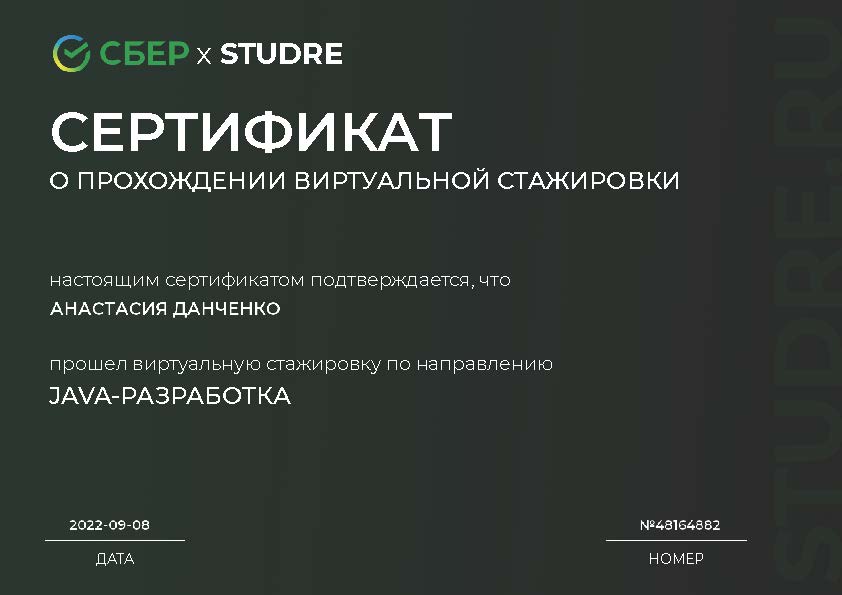 СБЕР x STUDRE
СЕРТИФИКАТ
О ПРОХОЖДЕНИИ ВИРТУАЛЬНОЙ СТАЖИРОВКИ
настоящим сертификатом подтверждается, что
АНАСТАСИЯ ДАНЧЕНКО
прошел виртуальную стажировку по направлению
JAVA-РАЗРАБОТКА
2022-09-08
ДАТА
№48164882
НОМЕР
STUDRE.RU